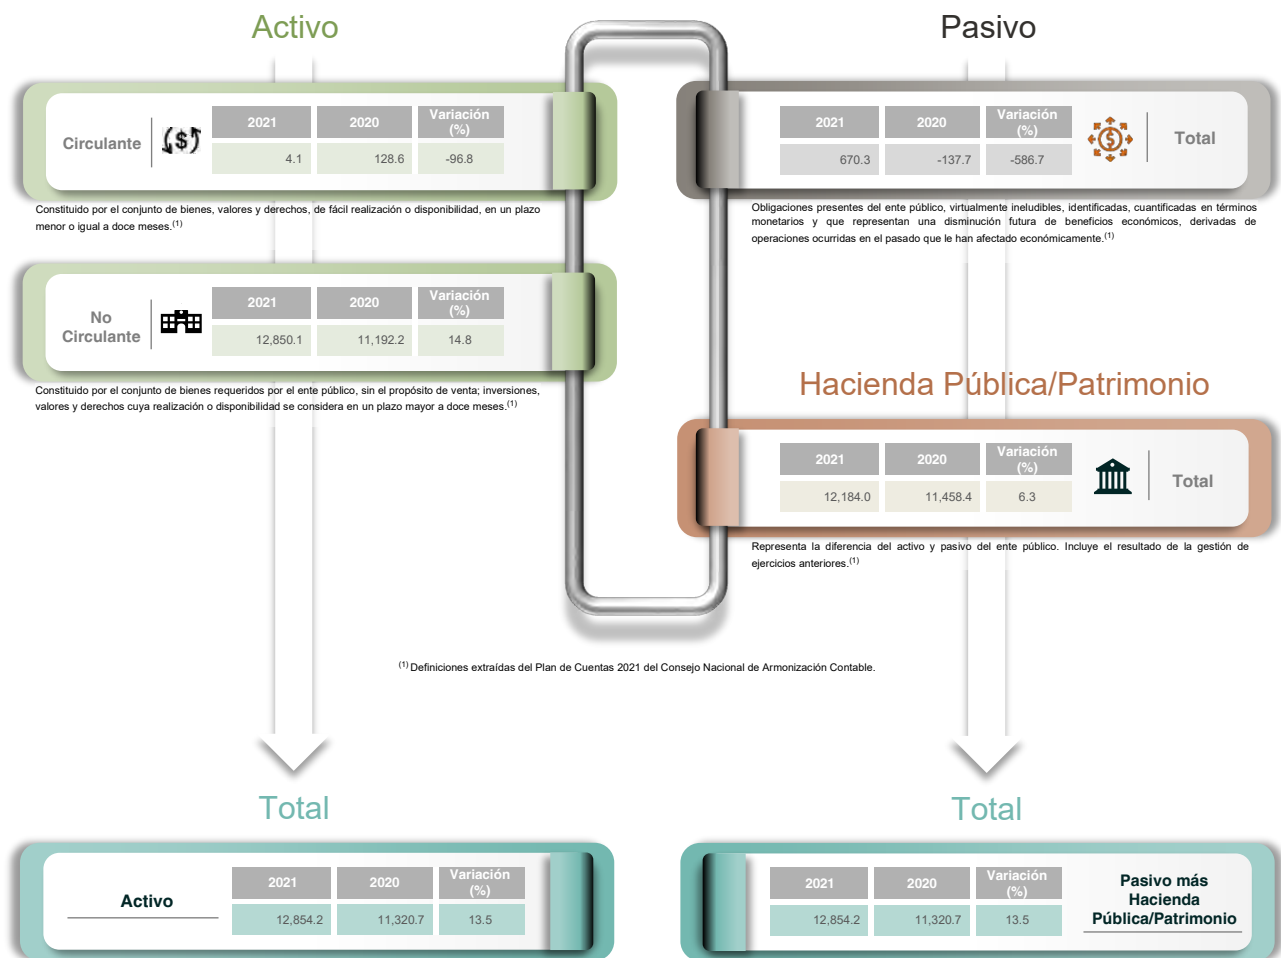 Activo
Circulante
2021 2020 Variación (%)
4.1 128.6 -96.8
Constituido por el conjunto de bienes, valores y derechos, de fácil realización o disponibilidad, en un plazo
menor o igual a doce meses.(1)
No
Circulante
2021 2020 Variación (%)
12,850.1 11,192.2 14.8
Constituido por el conjunto de bienes requeridos por el ente público, sin el propósito de venta; inversiones,
valores y derechos cuya realización o disponibilidad se considera en un plazo mayor a doce meses.(1)
Pasivo
2021 2020 Variación (%)
670.3 -137.7 -586.7
Total
Obligaciones presentes del ente público, virtualmente ineludibles, identificadas, cuantificadas en términos
monetarios y que representan una disminución futura de beneficios económicos, derivadas de
operaciones ocurridas en el pasado que le han afectado económicamente.(1)
Hacienda Pública/Patrimonio
2021 2020 Variación (%)
12,184.0 11,458.4 6.3
Total
Representa la diferencia del activo y pasivo del ente público. Incluye el resultado de la gestión de
ejercicios anteriores.(1)
(1) Definiciones extraídas del Plan de Cuentas 2021 del Consejo Nacional de Armonización Contable.
Total
Activo
2021 2020 Variación (%)
12,854.2 11,320.7 13.5
Total
2021 2020 Variación (%)
12,854.2 11,320.7 13.5
Pasivo más
Hacienda
Pública/Patrimonio